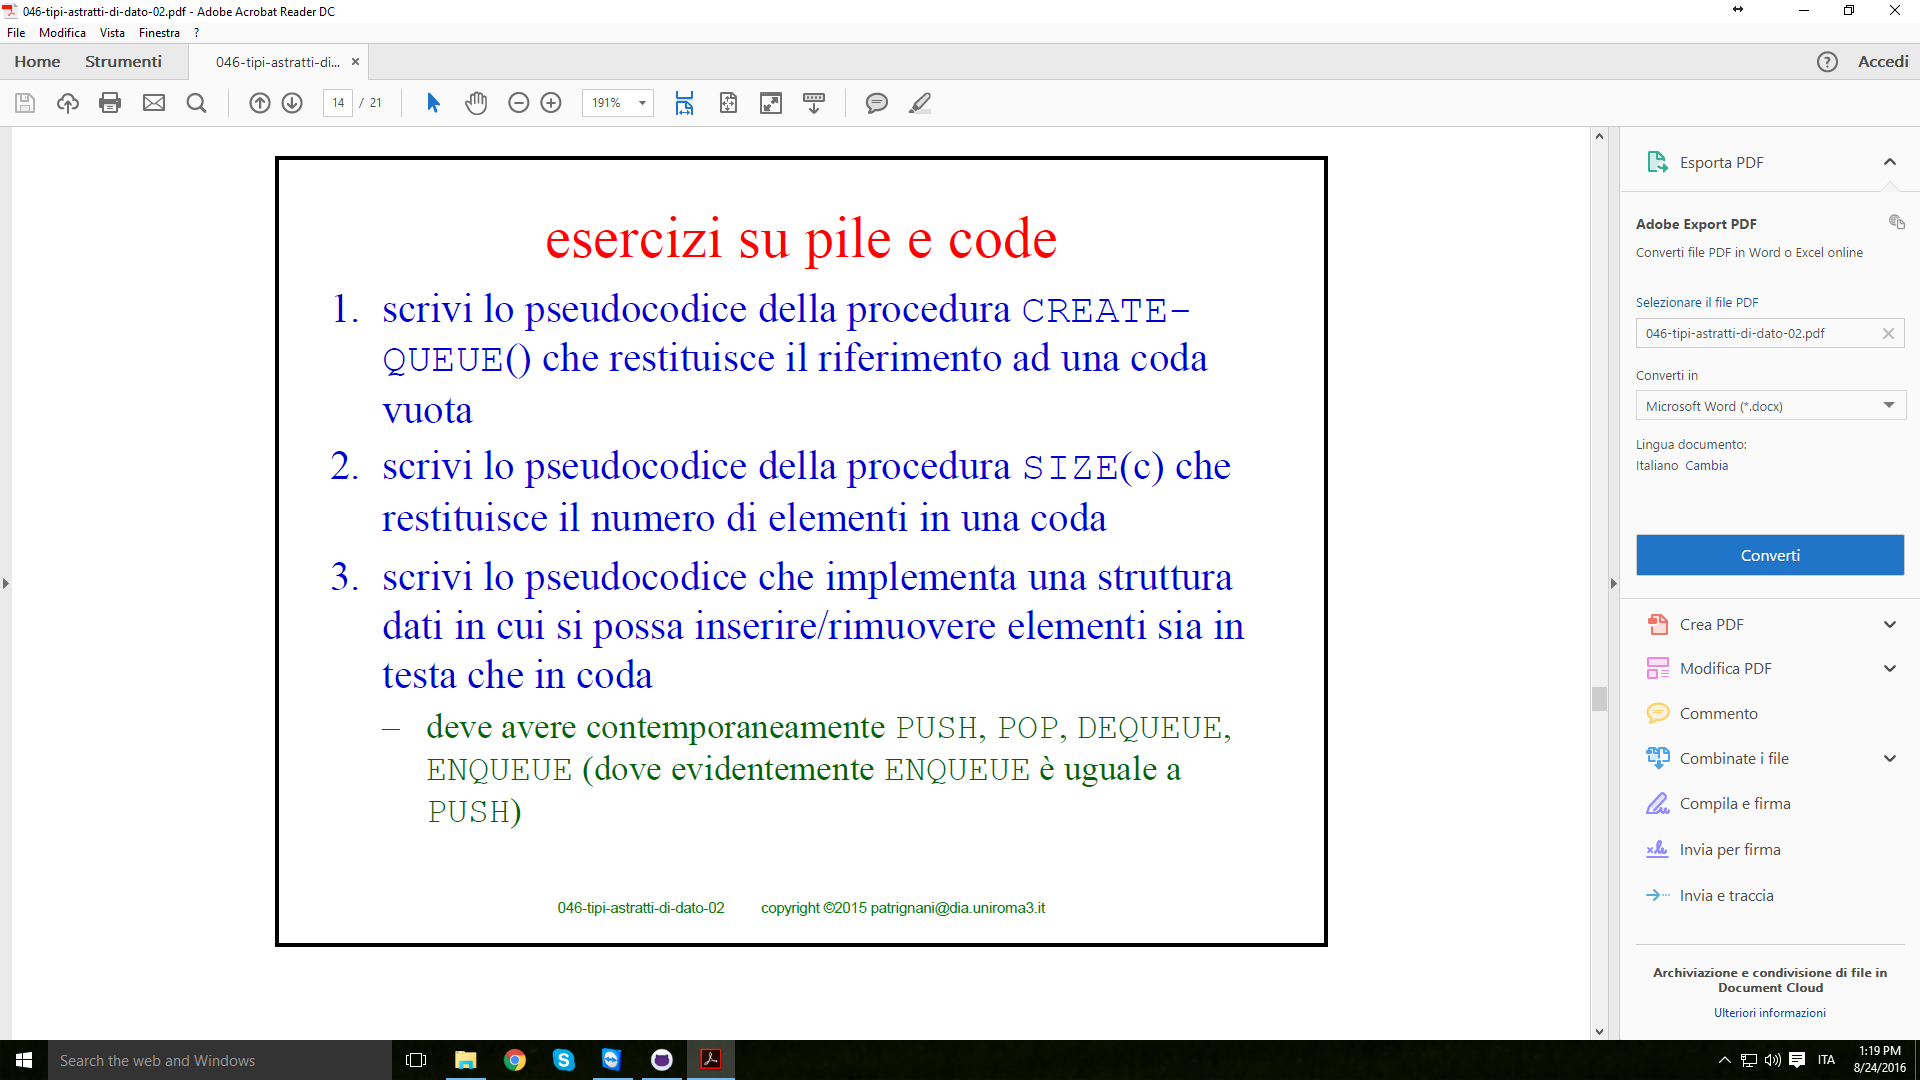 046-tipi-astratti-di-dato-02.pdf - Adobe Acrobat Reader DC
File Modifica Vista Finestra ?
Home Strumenti 046-tipi-astratti-di... × Accedi
14 / 21 191%
esercizi su pile e code
1. scrivi lo pseudocodice della procedura CREATE-
QUEUE() che restituisce il riferimento ad una coda
vuota
2. scrivi lo pseudocodice della procedura SIZE(c) che
restituisce il numero di elementi in una coda
3. scrivi lo pseudocodice che implementa una struttura
dati in cui si possa inserire/rimuovere elementi sia in
testa che in coda
– deve avere contemporaneamente PUSH, POP, DEQUEUE,
ENQUEUE (dove evidentemente ENQUEUE è uguale a
PUSH)
046-tipi-astratti-di-dato-02 copyright ©2015 patrignani@dia.uniroma3.it
Esporta PDF
Adobe Export PDF
Converti file PDF in Word o Excel online
Selezionare il file PDF
046-tipi-astratti-di-dato-02.pdf
Converti in
Microsoft Word (*.docx)
Lingua documento:
Italiano Cambia
Converti
Crea PDF
Modifica PDF
Commento
Combinate i file
Compila e firma
Invia per firma
Invia e traccia
Archiviazione e condivisione di file in
Document Cloud
Ulteriori informazioni
Search the web and Windows
ITA
1:19 PM
8/24/2016